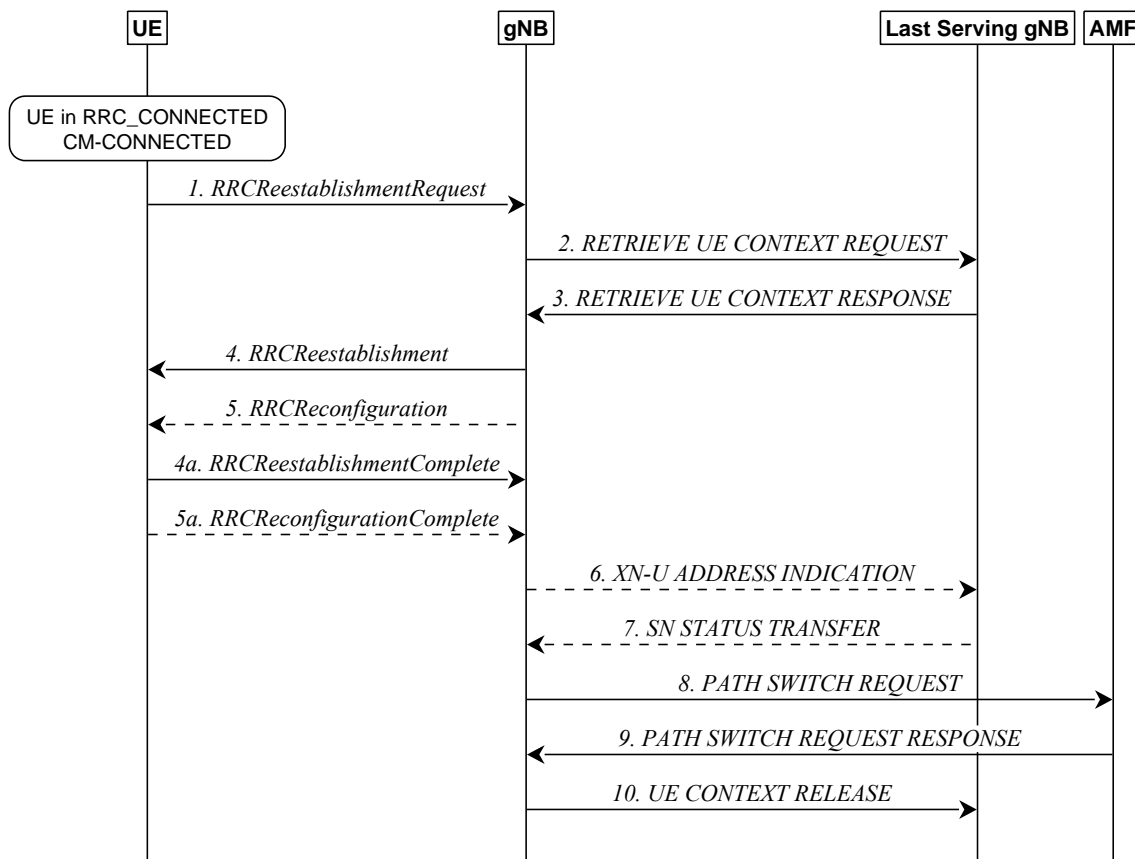 UE
gNB
Last Serving gNB
AMF
UE in RRC_CONNECTED
CM-CONNECTED
1. RRCReestablishmentRequest
2. RETRIEVE UE CONTEXT REQUEST
3. RETRIEVE UE CONTEXT RESPONSE
4. RRCReestablishment
5. RRCReconfiguration
4a. RRCReestablishmentComplete
5a. RRCReconfigurationComplete
6. XN-U ADDRESS INDICATION
7. SN STATUS TRANSFER
8. PATH SWITCH REQUEST
9. PATH SWITCH REQUEST RESPONSE
10. UE CONTEXT RELEASE